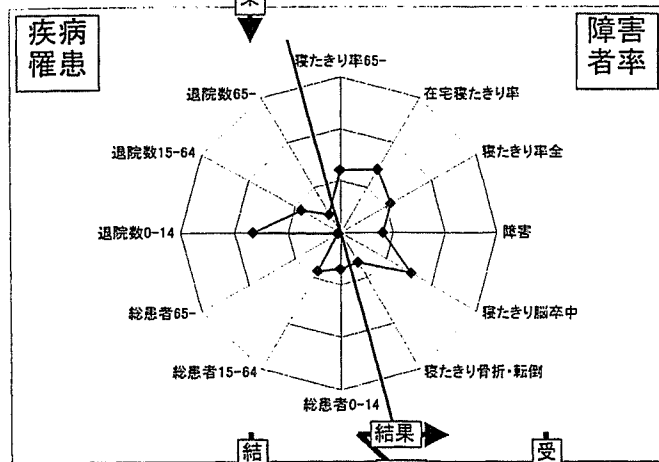 疾病
罹患
障害
者率
寝たきり率65-
在宅寝たきり率
寝たきり率全
障害
寝たきり脳卒中
寝たきり骨折・転倒
総患者0-14
総患者15-64
総患者65-
退院数0-14
退院数15-64
退院数65-
結果
結
受